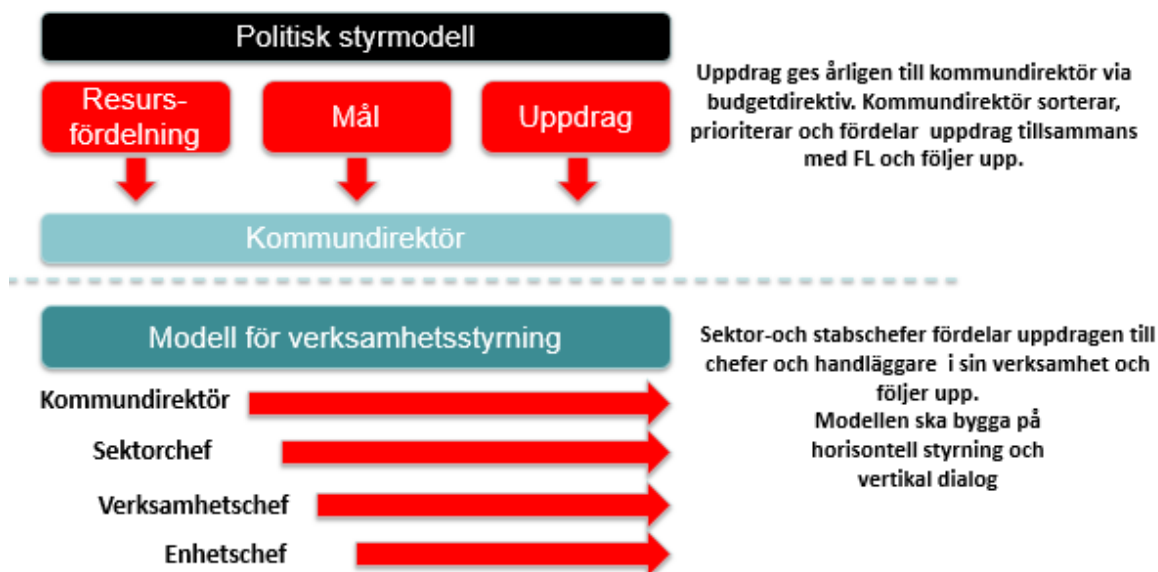 Politisk styrmodell
Resurs-
fördelning
Mål
Uppdrag
Kommundirektör
Uppdrag ges årligen till kommundirektör via
budgetdirektiv. Kommundirektör sorterar,
prioriterar och fördelar uppdrag tillsammans
med FL och följer upp.
Modell för verksamhetsstyrning
Kommundirektör
Sektorchef
Verksamhetschef
Enhetschef
Sektor-och stabschefer fördelar uppdragen till
chefer och handläggare i sin verksamhet och
följer upp.
Modellen ska bygga på
horisontell styrning och
vertikal dialog